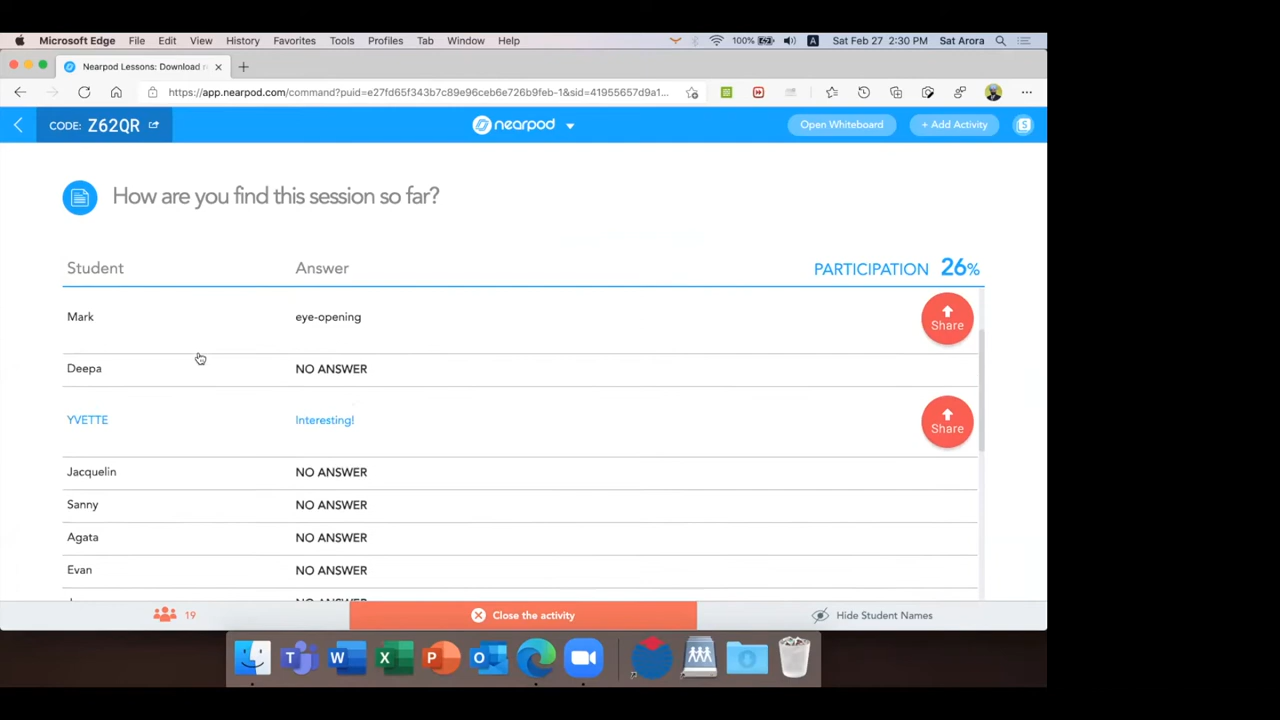 Microsoft Edge File Edit View History Favorites Tools Profiles Tab Window Help 100% A Sat Feb 27 2:30 PM Sat Arora
Nearpod Lessons: Download r
https://app.nearpod.com/command?puid=e27fd65f343b7c89e96ceb6e726b9feb-1&sid=41955657d9a1...
CODE: Z62QR nearpod Open Whiteboard + Add Activity S
How are you find this session so far?
Student Answer PARTICIPATION 26%
Mark eye-opening Share
Deepa NO ANSWER
YVETTE Interesting! Share
Jacquelin NO ANSWER
Sanny NO ANSWER
Agata NO ANSWER
Evan NO ANSWER
NO ANSWER
19 Close the activity Hide Student Names
T W X P O